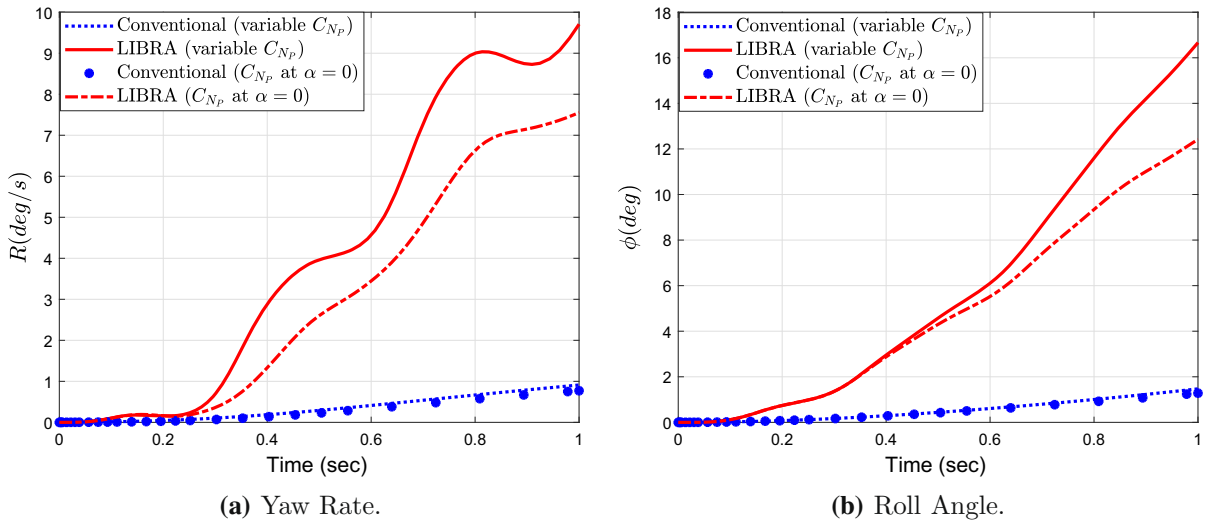 Conventional (variable $C_{N_P}$)
LIBRA (variable $C_{N_P}$)
Conventional ($C_{N_P}$ at $\alpha = 0$)
LIBRA ($C_{N_P}$ at $\alpha = 0$)
10
9
8
7
6
5
4
3
2
1
0
R(deg/s)
0 0.2 0.4 0.6 0.8 1
Time (sec)
(a) Yaw Rate.
Conventional (variable $C_{N_P}$)
LIBRA (variable $C_{N_P}$)
Conventional ($C_{N_P}$ at $\alpha = 0$)
LIBRA ($C_{N_P}$ at $\alpha = 0$)
18
16
14
12
10
8
6
4
2
0
ϕ(deg)
0 0.2 0.4 0.6 0.8 1
Time (sec)
(b) Roll Angle.